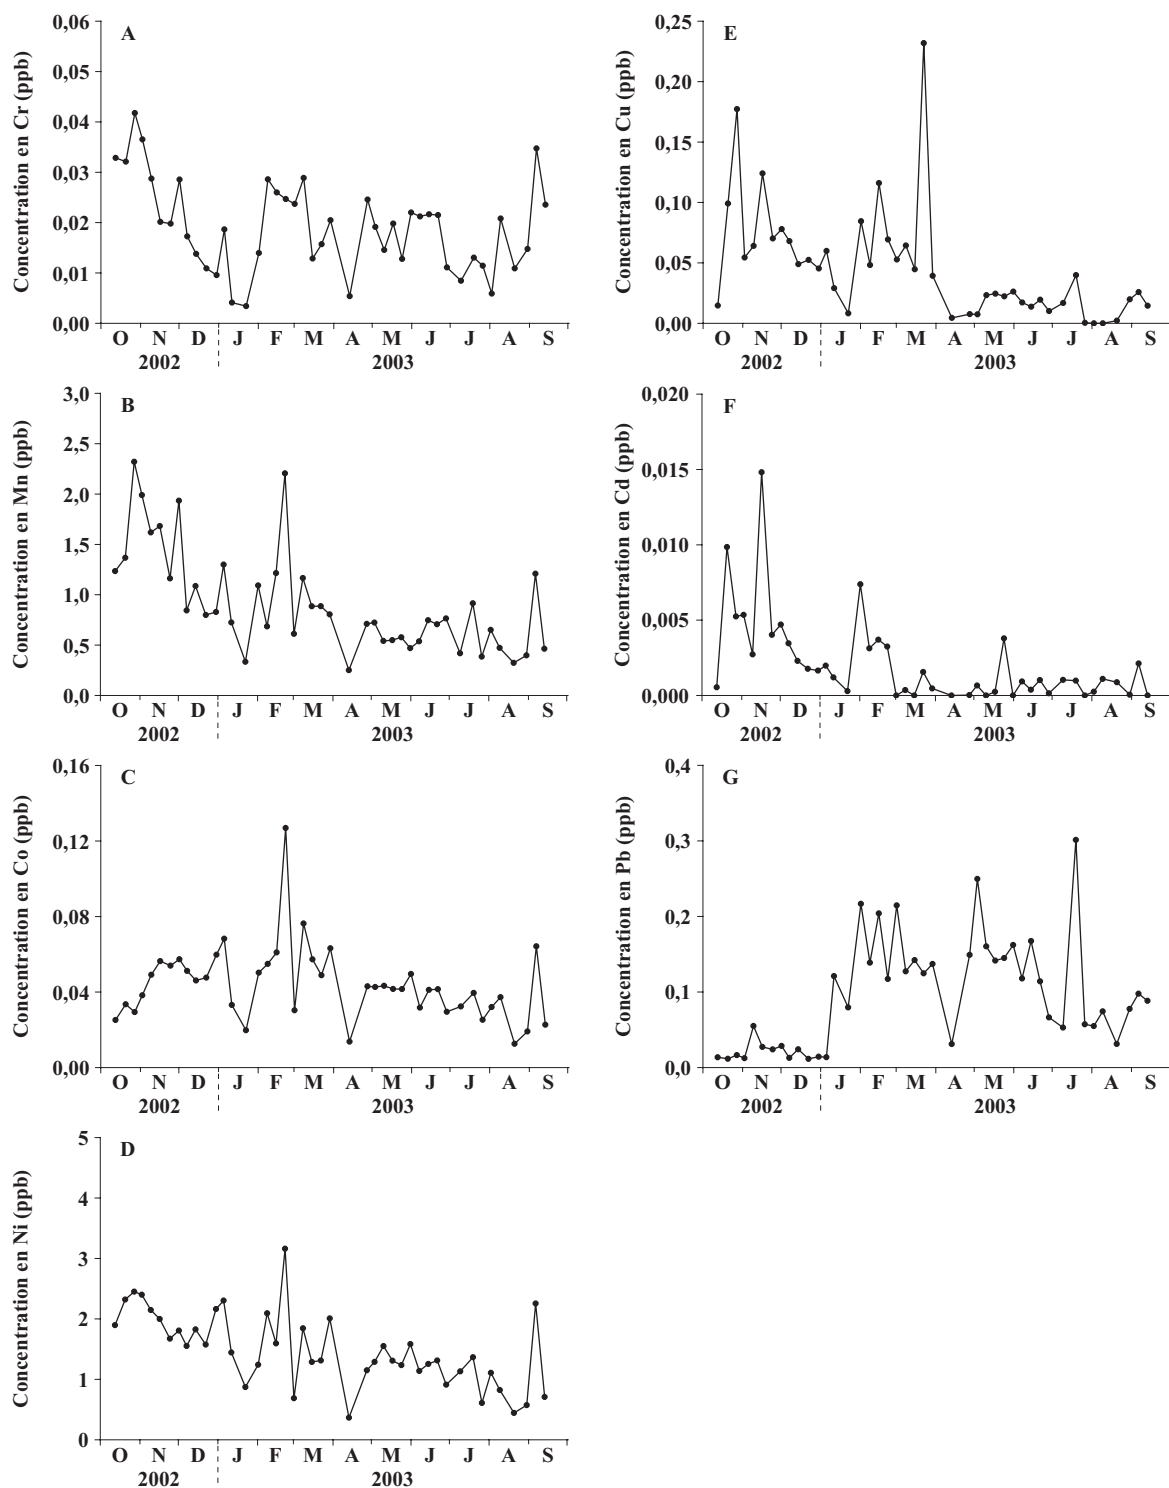 A
Concentration en Cr (ppb)
0,06
0,05
0,04
0,03
0,02
0,01
0,00
O N D J F M A M J J A S
2002 2003
B
Concentration en Mn (ppb)
3,0
2,5
2,0
1,5
1,0
0,5
0,0
O N D J F M A M J J A S
2002 2003
C
Concentration en Co (ppb)
0,16
0,12
0,08
0,04
0,00
O N D J F M A M J J A S
2002 2003
D
Concentration en Ni (ppb)
5
4
3
2
1
0
O N D J F M A M J J A S
2002 2003
E
Concentration en Cu (ppb)
0,25
0,20
0,15
0,10
0,05
0,00
O N D J F M A M J J A S
2002 2003
F
Concentration en Cd (ppb)
0,020
0,015
0,010
0,005
0,000
O N D J F M A M J J A S
2002 2003
G
Concentration en Pb (ppb)
0,4
0,3
0,2
0,1
0,0
O N D J F M A M J J A S
2002 2003